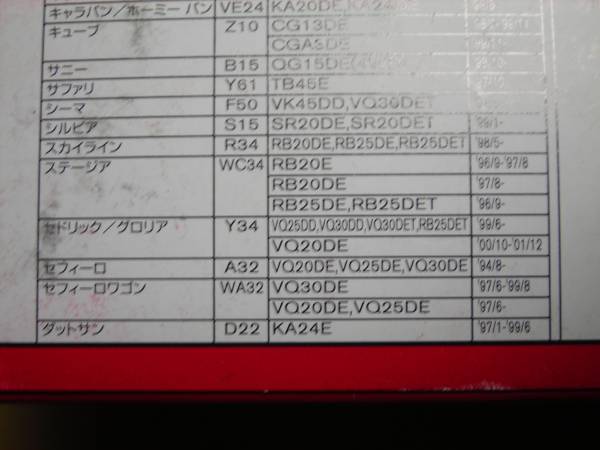 キャラバン／ホーミー バン VE24 KA20DE,KA24
キューブ Z10 CG13DE
CGA3DE
サニー B15 QG15DE
サファリ Y61 TB45E
シーマ F50 VK45DD,VQ30DET
シルビア S15 SR20DE,SR20DET '99/1-
スカイライン R34 RB20DE,RB25DE,RB25DET '98/5-
ステージア WC34 RB20E '96/9-'97/8
RB20DE '97/8-
RB25DE,RB25DET '96/9-
セドリック／グロリア Y34 VQ25DD,VQ30DD,VQ30DET,RB25DET '99/6-
VQ20DE '00/10-'01/12
セフィーロ A32 VQ20DE,VQ25DE,VQ30DE '94/8-
セフィーロワゴン WA32 VQ30DE '97/6-'99/8
VQ20DE,VQ25DE '97/6-
ダットサン D22 KA24E '97/1-'99/6